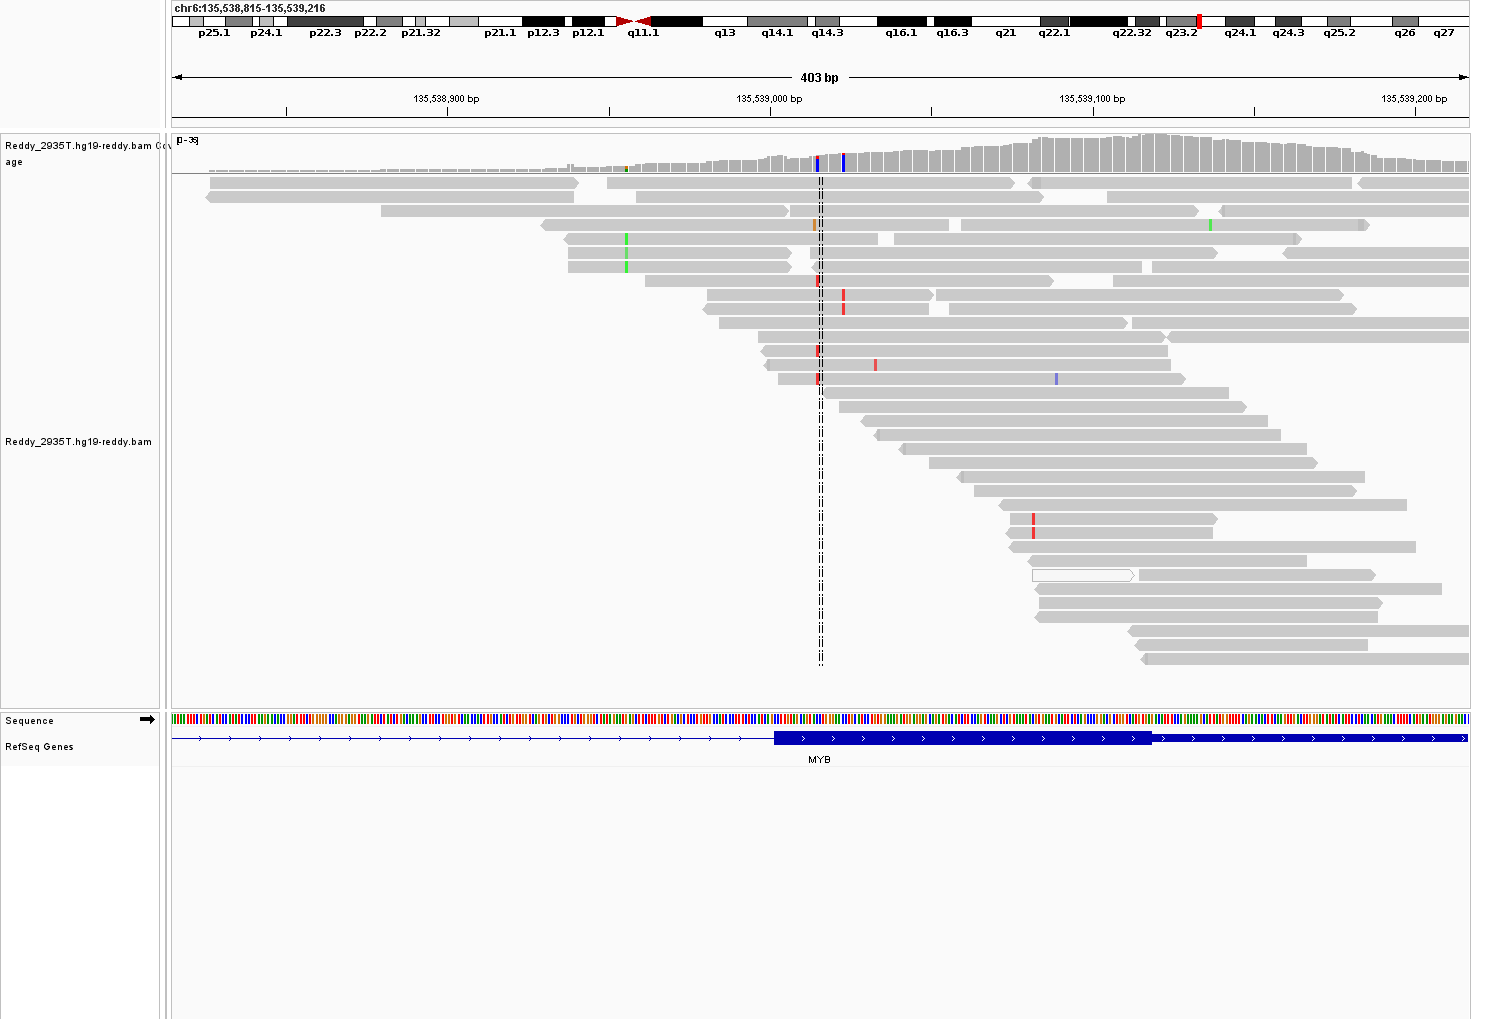 chr6:135,538,815-135,539,216
p25.1 p24.1 p22.3 p22.2 p21.32 p21.1 p12.3 p12.1 q11.1 q13 q14.1 q14.3 q16.1 q16.3 q21 q22.1 q22.32 q23.2 q24.1 q24.3 q25.2 q26 q27
403 bp
135,538,900 bp 135,539,000 bp 135,539,100 bp 135,539,200 bp
Reddy_2935T.hg19-reddy.bam Cov
age
[0-36]
Reddy_2935T.hg19-reddy.bam
Sequence
RefSeq Genes
MYB